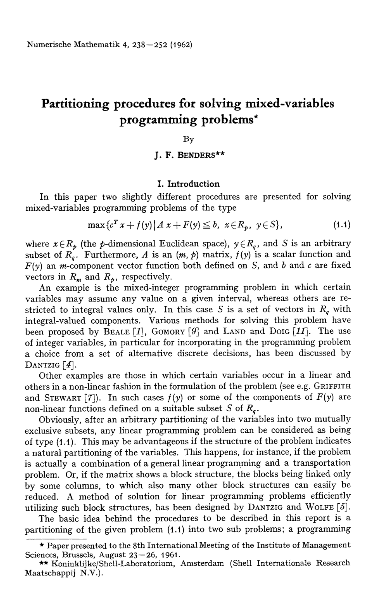 Numerische Mathematik 4, 238—252 (1962)
Partitioning procedures for solving mixed-variables
programming problems*
By
J. F. BENDERS**
I. Introduction
In this paper two slightly different procedures are presented for solving
mixed-variables programming problems of the type
max{cᵀ x + f(y) | A x + F(y) ≦ b, x ∈ Rₚ, y ∈ S}, (1.1)
where x ∈ Rₚ (the p-dimensional Euclidean space), y ∈ R_q, and S is an arbitrary
subset of R_q. Furthermore, A is an (m, p) matrix, f(y) is a scalar function and
F(y) an m-component vector function both defined on S, and b and c are fixed
vectors in Rₘ and Rₚ, respectively.
An example is the mixed-integer programming problem in which certain
variables may assume any value on a given interval, whereas others are re-
stricted to integral values only. In this case S is a set of vectors in R_q with
integral-valued components. Various methods for solving this problem have
been proposed by BEALE [1], GOMORY [9] and LAND and DOIG [11]. The use
of integer variables, in particular for incorporating in the programming problem
a choice from a set of alternative discrete decisions, has been discussed by
DANTZIG [4].
Other examples are those in which certain variables occur in a linear and
others in a non-linear fashion in the formulation of the problem (see e.g. GRIFFITH
and STEWART [7]). In such cases f(y) or some of the components of F(y) are
non-linear functions defined on a suitable subset S of R_q.
Obviously, after an arbitrary partitioning of the variables into two mutually
exclusive subsets, any linear programming problem can be considered as being
of type (1.1). This may be advantageous if the structure of the problem indicates
a natural partitioning of the variables. This happens, for instance, if the problem
is actually a combination of a general linear programming and a transportation
problem. Or, if the matrix shows a block structure, the blocks being linked only
by some columns, to which also many other block structures can easily be
reduced. A method of solution for linear programming problems efficiently
utilizing such block structures, has been designed by DANTZIG and WOLFE [5].
The basic idea behind the procedures to be described in this report is a
partitioning of the given problem (1.1) into two sub problems; a programming
* Paper presented to the 8th International Meeting of the Institute of Management
Sciences, Brussels, August 23—26, 1961.
** Koninklijke/Shell-Laboratorium, Amsterdam (Shell Internationale Research
Maatschappij N.V.).